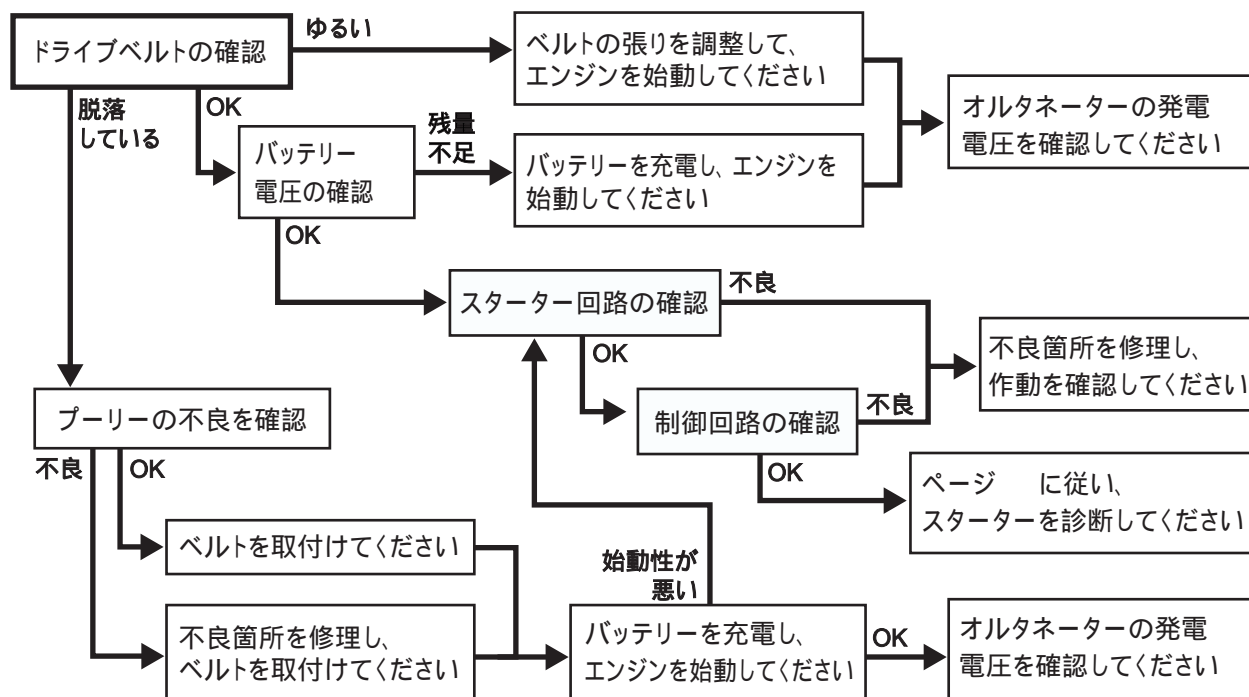 ドライブベルトの確認
ゆるい
ベルトの張りを調整して、
エンジンを始動してください
オルタネーターの発電
電圧を確認してください
脱落
している
OK
バッテリー
電圧の確認
残量
不足
バッテリーを充電し、エンジンを
始動してください
OK
スターター回路の確認
不良
OK
不良箇所を修理し、
作動を確認してください
プーリーの不良を確認
制御回路の確認
不良
不良
OK
OK
ページ　に従い、
スターターを診断してください
ベルトを取付けてください
始動性が
悪い
不良箇所を修理し、
ベルトを取付けてください
バッテリーを充電し、
エンジンを始動してください
OK
オルタネーターの発電
電圧を確認してください